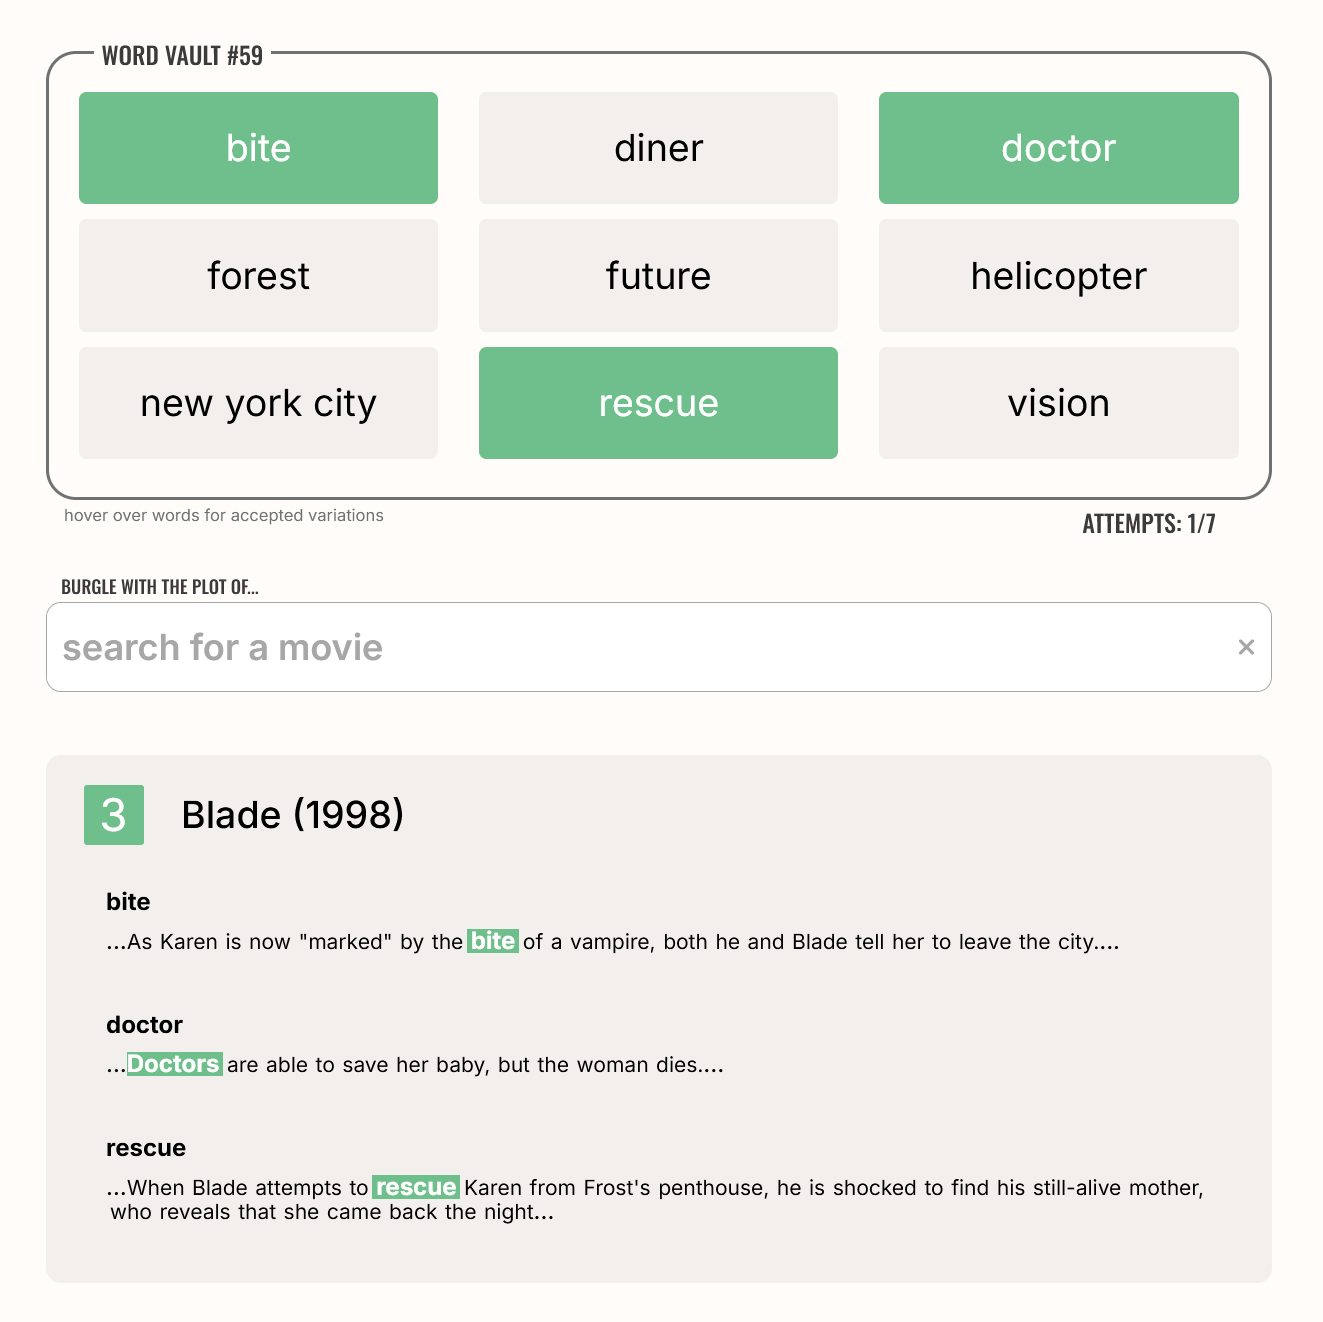 WORD VAULT #59
bite
diner
doctor
forest
future
helicopter
new york city
rescue
vision
hover over words for accepted variations
ATTEMPTS: 1/7
BURGLE WITH THE PLOT OF...
search for a movie
×
3
Blade (1998)
bite
...As Karen is now "marked" by the bite of a vampire, both he and Blade tell her to leave the city....
doctor
...Doctors are able to save her baby, but the woman dies....
rescue
...When Blade attempts to rescue Karen from Frost's penthouse, he is shocked to find his still-alive mother,
who reveals that she came back the night...